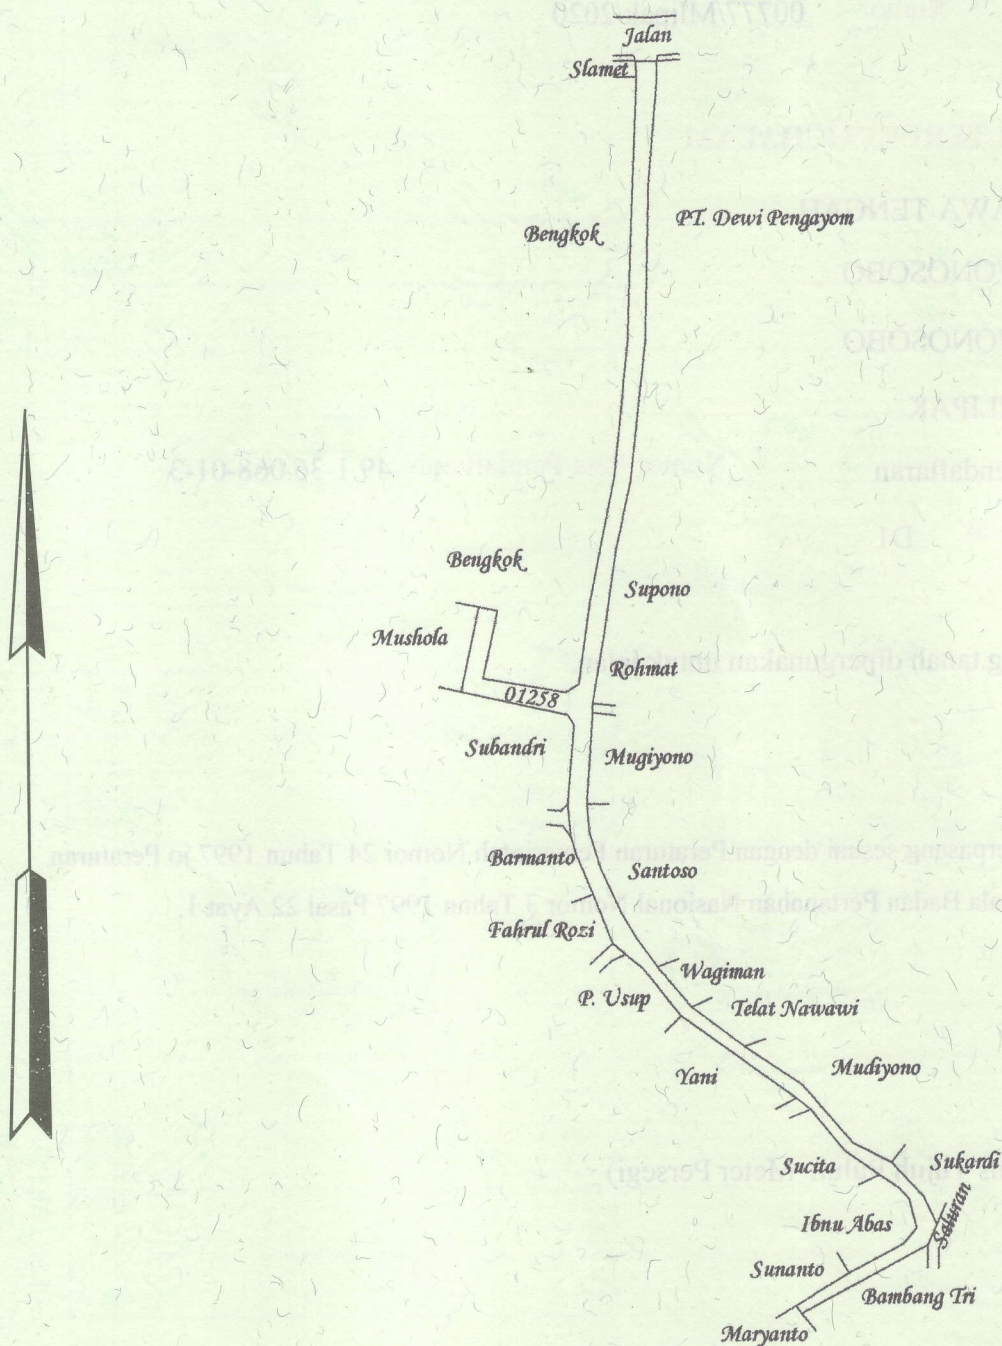 Jalan
Slamet
PT. Dewi Pengayom
Bengkok
Bengkok
Supono
Mushola
Rohmat
01258
Subandri
Mugiyono
Barmanto
Santoso
Fahrul Rozi
Wagiman
P. Usup
Telat Nawawi
Mudiyono
Yani
Sucita
Sukardi
Saluran
Ibnu Abas
Sunanto
Bambang Tri
Maryanto